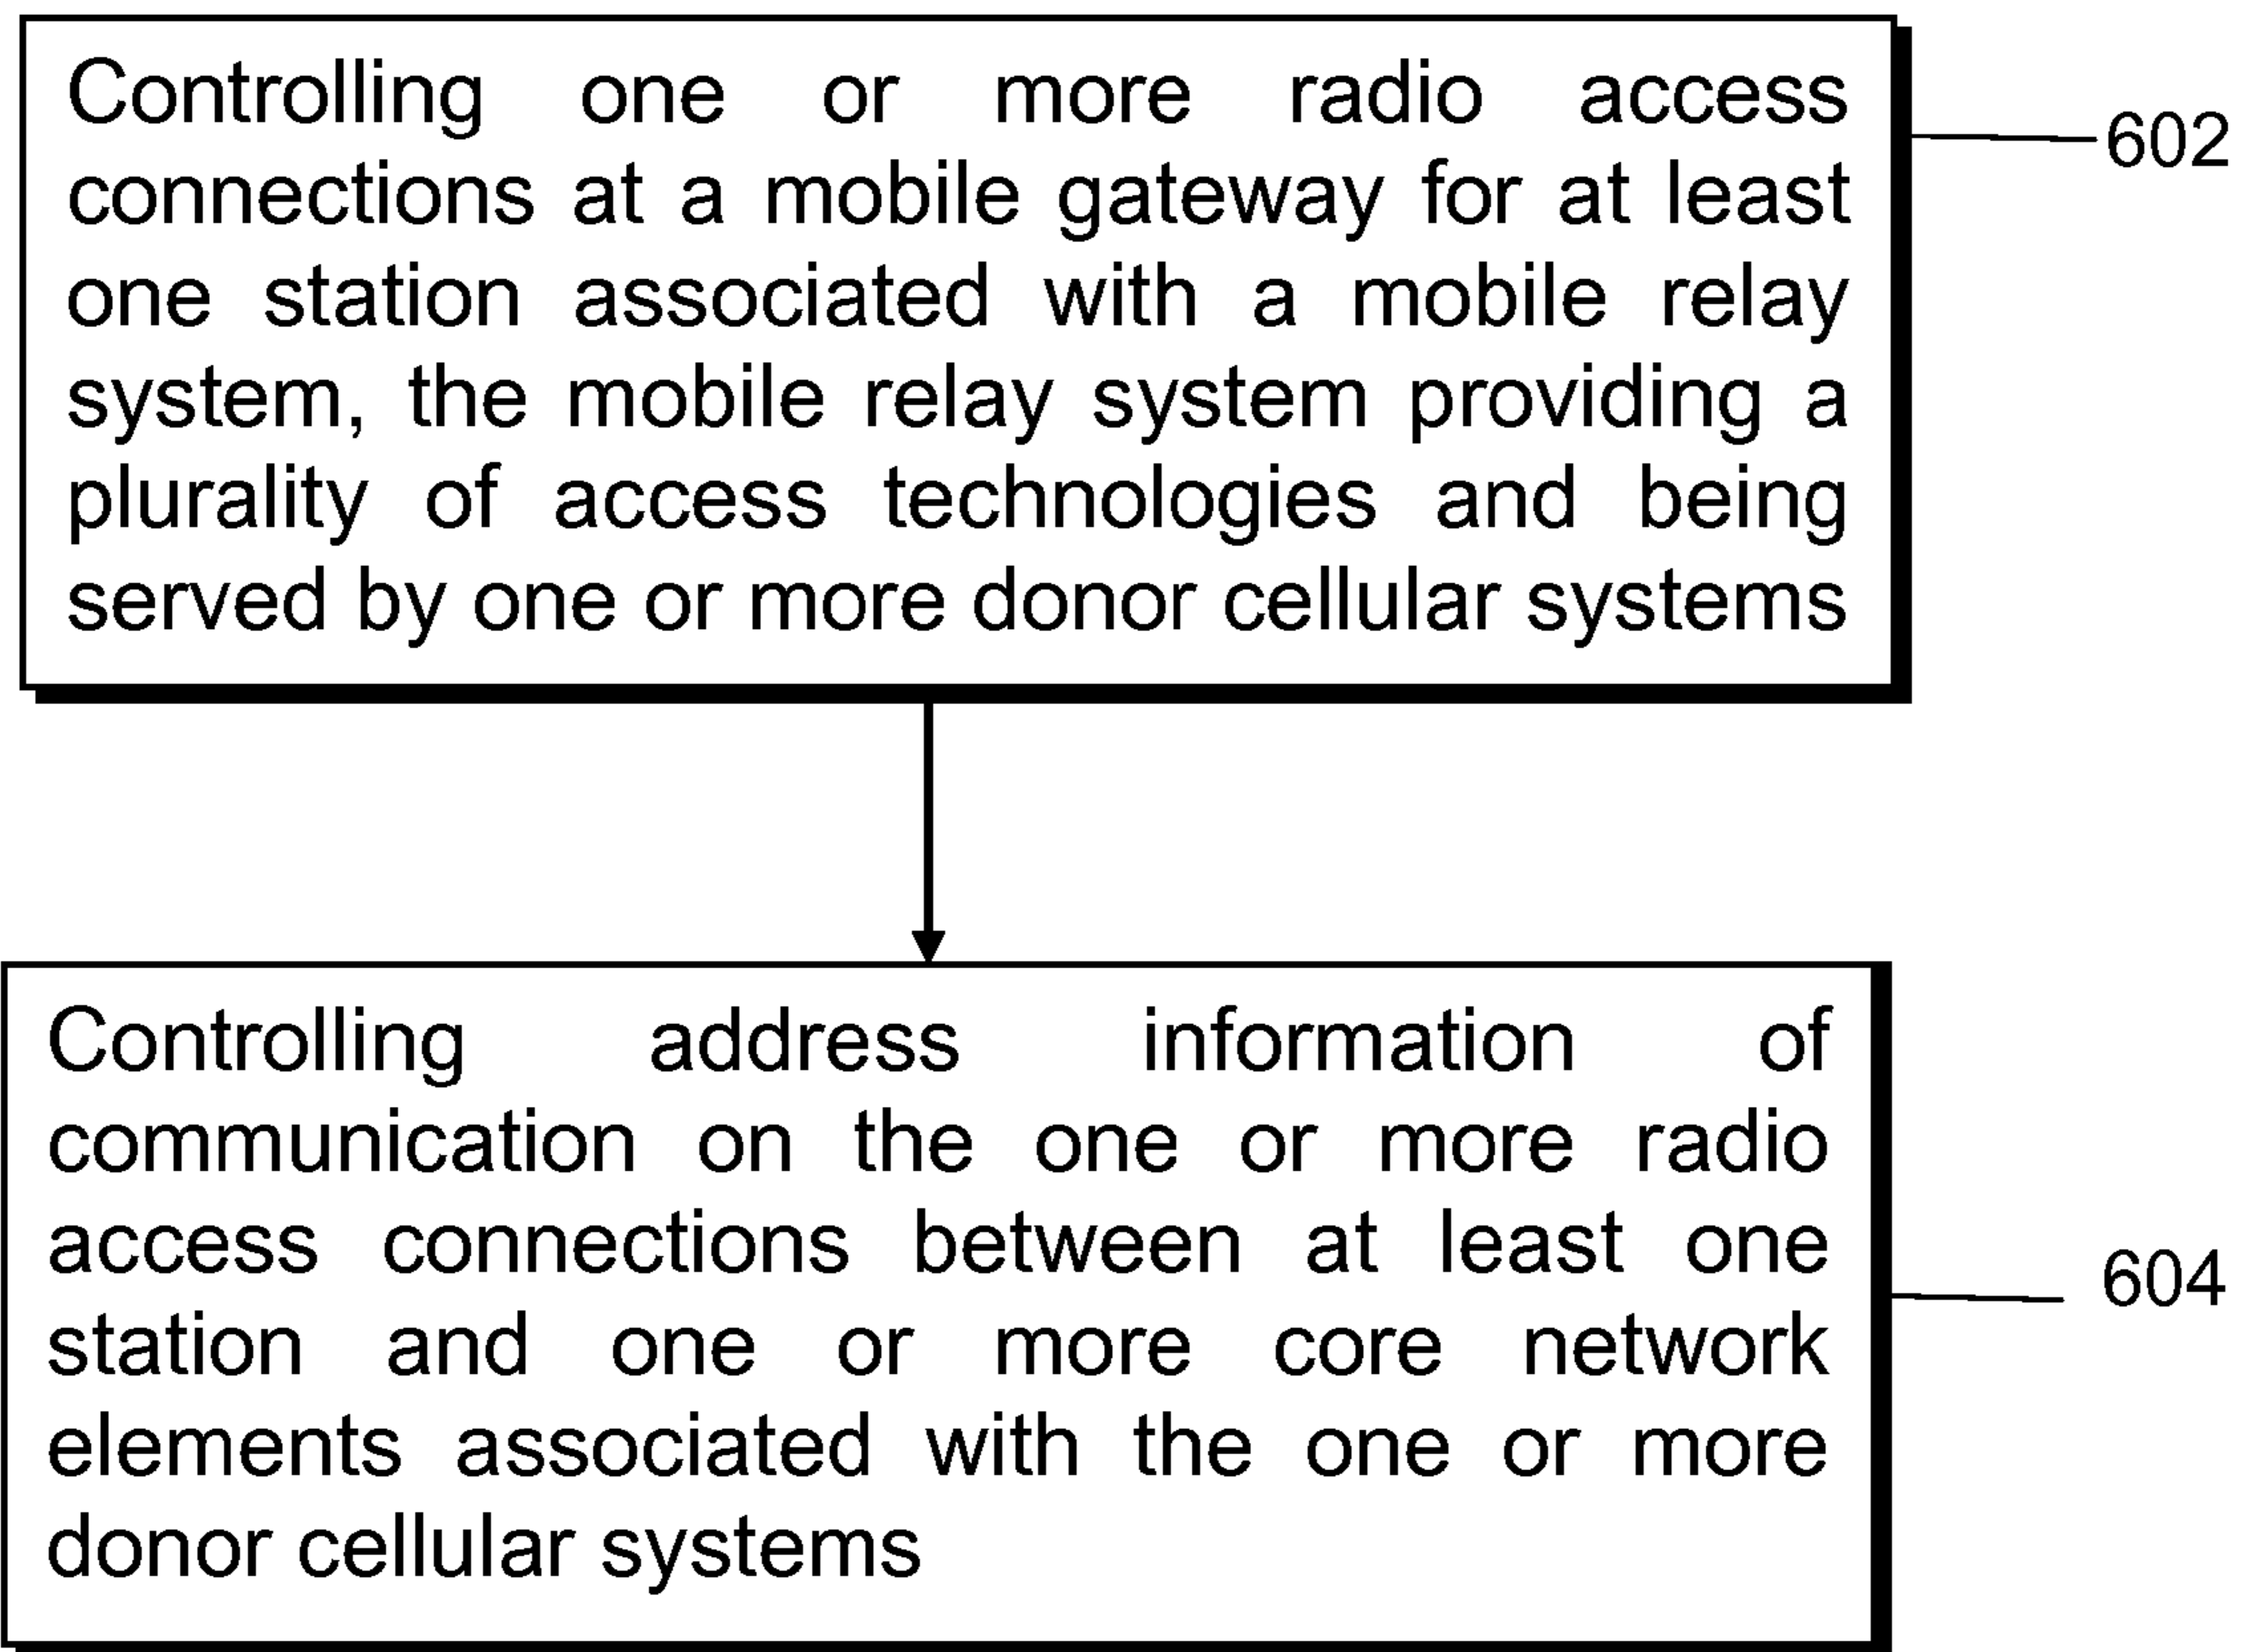 Controlling one or more radio access
connections at a mobile gateway for at least
one station associated with a mobile relay
system, the mobile relay system providing a
plurality of access technologies and being
served by one or more donor cellular systems
602
Controlling address information of
communication on the one or more radio
access connections between at least one
station and one or more core network
elements associated with the one or more
donor cellular systems
604